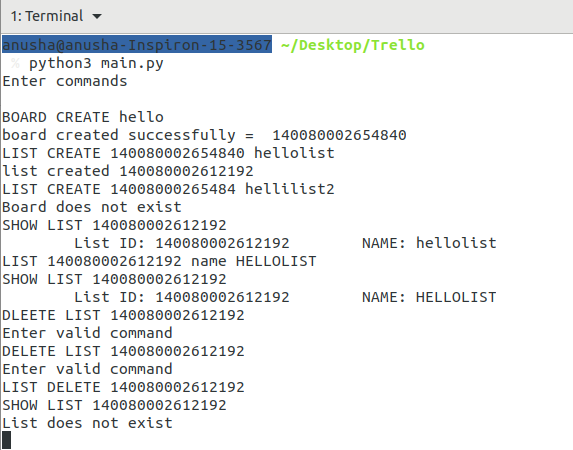 1: Terminal
anusha@anusha-Inspiron-15-3567 ~/Desktop/Trello
% python3 main.py
Enter commands
BOARD CREATE hello
board created successfully =  140080002654840
LIST CREATE 140080002654840 hellolist
list created 140080002612192
LIST CREATE 14008000265484 hellilist2
Board does not exist
SHOW LIST 140080002612192
List ID: 140080002612192        NAME: hellolist
LIST 140080002612192 name HELLOLIST
SHOW LIST 140080002612192
List ID: 140080002612192        NAME: HELLOLIST
DLEETE LIST 140080002612192
Enter valid command
DELETE LIST 140080002612192
Enter valid command
LIST DELETE 140080002612192
SHOW LIST 140080002612192
List does not exist